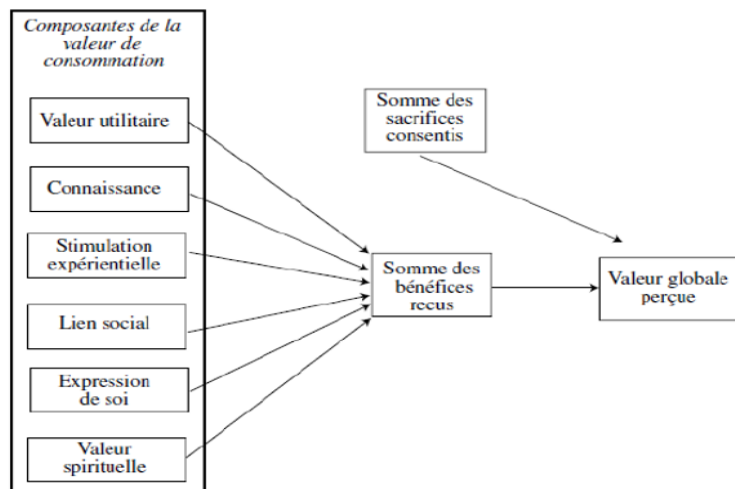 Composantes de la
valeur de
consommation
Valeur utilitaire
Connaissance
Stimulation
expérientielle
Lien social
Expression
de soi
Valeur
spirituelle
Somme des
sacrifices
consentis
Somme des
bénéfices
recus
Valeur globale
perçue